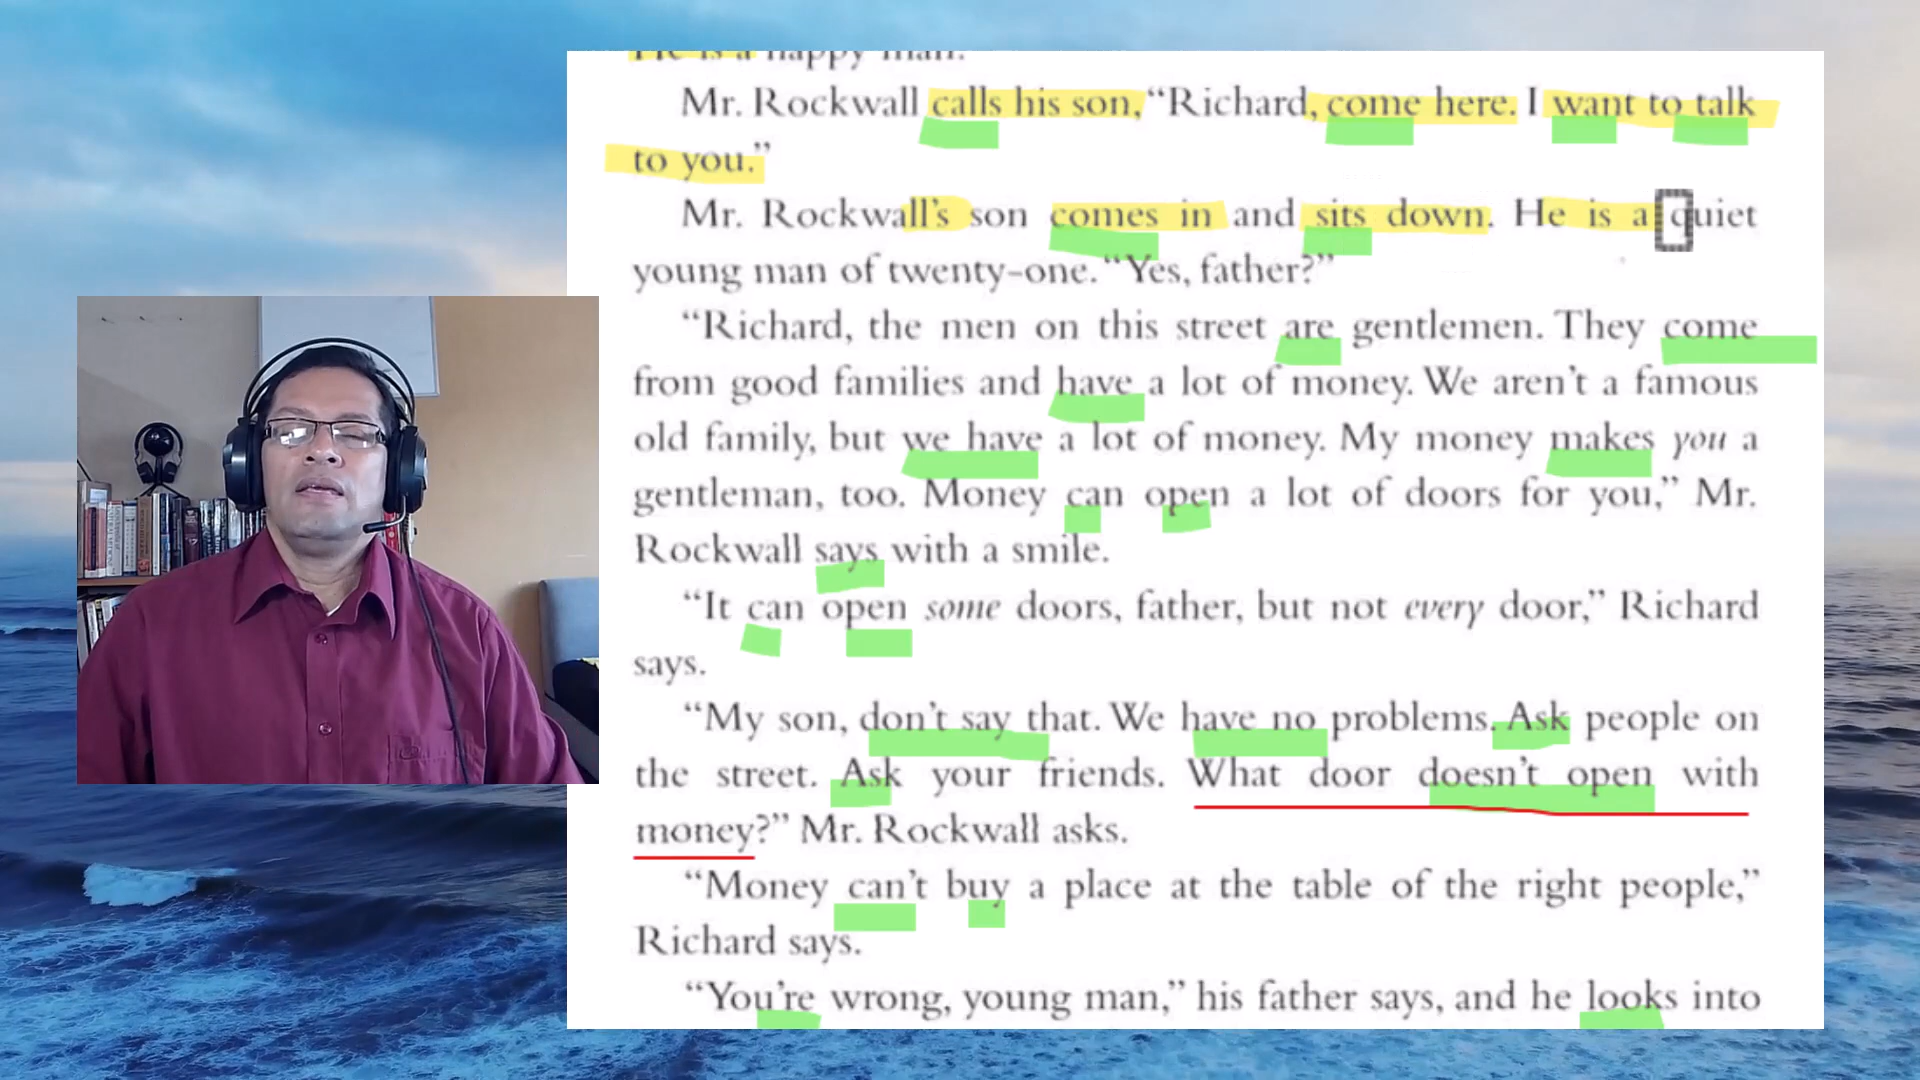 He is a happy man.
Mr. Rockwall calls his son, “Richard, come here. I want to talk
to you.”
Mr. Rockwall’s son comes in and sits down. He is a quiet
young man of twenty-one. “Yes, father?”
“Richard, the men on this street are gentlemen. They come
from good families and have a lot of money. We aren’t a famous
old family, but we have a lot of money. My money makes you a
gentleman, too. Money can open a lot of doors for you,” Mr.
Rockwall says with a smile.
“It can open some doors, father, but not every door,” Richard
says.
“My son, don’t say that. We have no problems. Ask people on
the street. Ask your friends. What door doesn’t open with
money?” Mr. Rockwall asks.
“Money can’t buy a place at the table of the right people,”
Richard says.
“You’re wrong, young man,” his father says, and he looks into